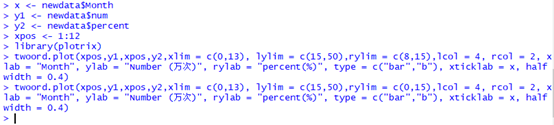 > x <- newdata$Month
> y1 <- newdata$num
> y2 <- newdata$percent
> xpos <- 1:12
> library(plotrix)
> twoord.plot(xpos,y1,xpos,y2,xlim = c(0,13), lylim = c(15,50),rylim = c(8,15),lcol = 4, rcol = 2, x
lab = "Month", ylab = "Number (万次)", rylab = "percent(%)", type = c("bar","b"), xticklab = x, half
width = 0.4)
> twoord.plot(xpos,y1,xpos,y2,xlim = c(0,13), lylim = c(15,50),rylim = c(0,15),lcol = 4, rcol = 2, x
lab = "Month", ylab = "Number (万次)", rylab = "percent(%)", type = c("bar","b"), xticklab = x, half
width = 0.4)
>